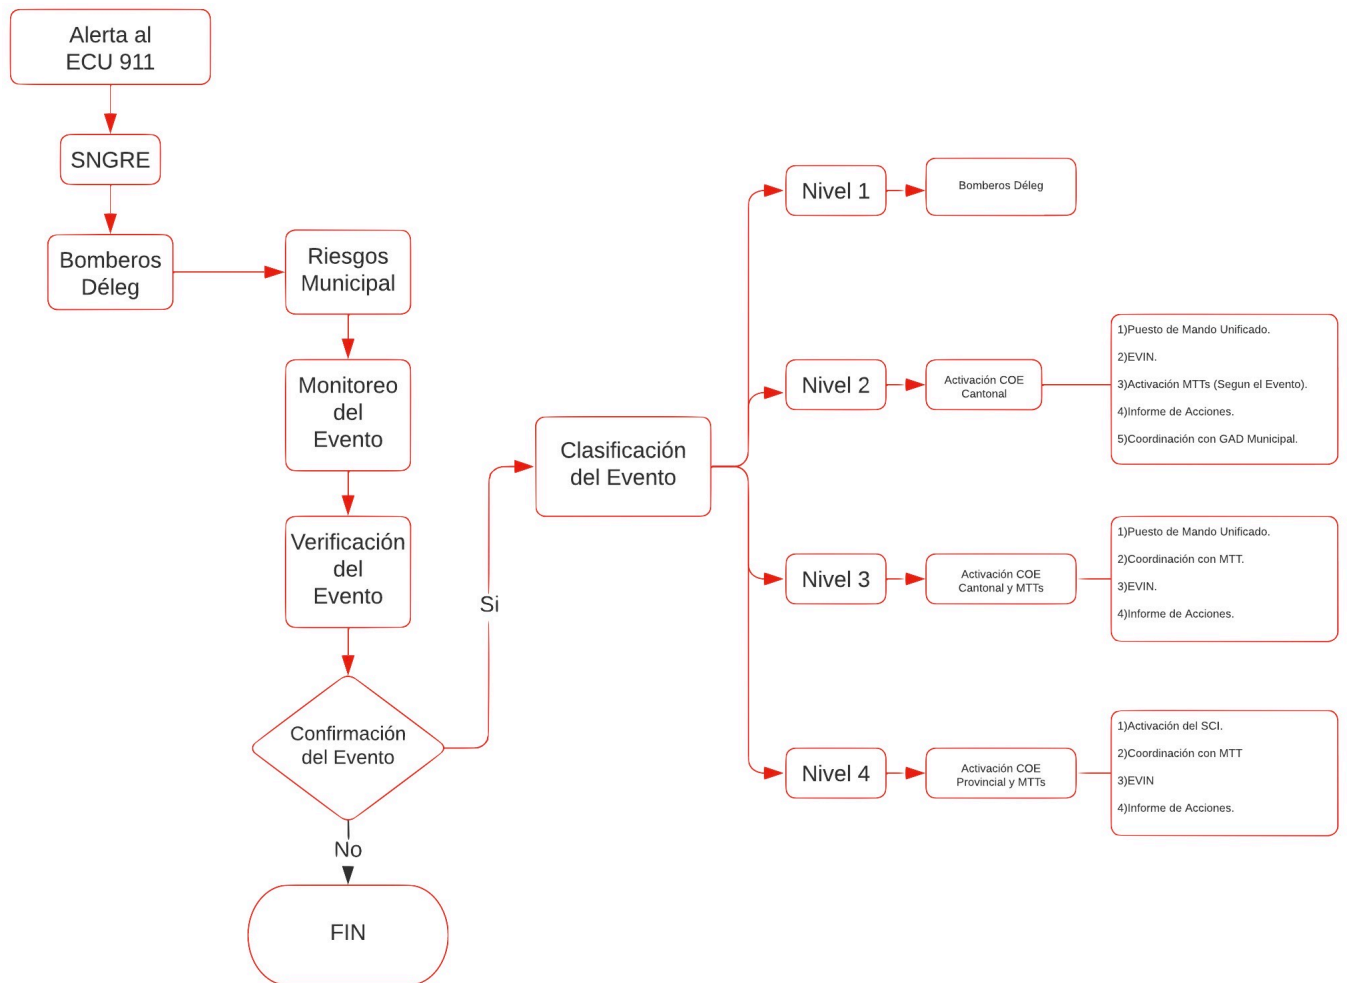 Alerta al
ECU 911
SNGRE
Bomberos
Déleg
Riesgos
Municipal
Monitoreo
del
Evento
Verificación
del
Evento
Confirmación
del Evento
No
FIN
Si
Clasificación
del Evento
Nivel 1
Bomberos Déleg
Nivel 2
Activación COE
Cantonal
1)Puesto de Mando Unificado.
2)EVIN.
3)Activación MTTs (Segun el Evento).
4)Informe de Acciones.
5)Coordinación con GAD Municipal.
Nivel 3
Activación COE
Cantonal y MTTs
1)Puesto de Mando Unificado.
2)Coordinación con MTT.
3)EVIN.
4)Informe de Acciones.
Nivel 4
Activación COE
Provincial y MTTs
1)Activación del SCI.
2)Coordinación con MTT
3)EVIN
4)Informe de Acciones.